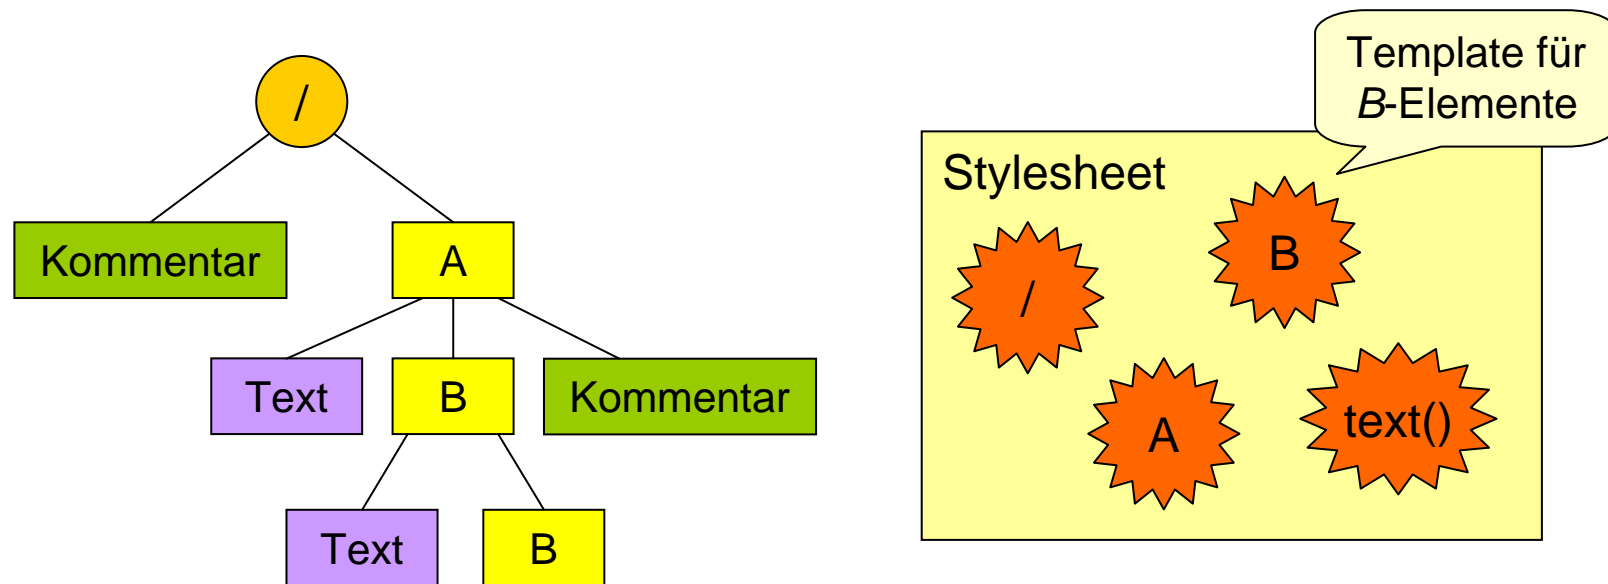 /
Kommentar
A
Text
B
Kommentar
Text
B
Template für
B-Elemente
Stylesheet
B
/
A
text()